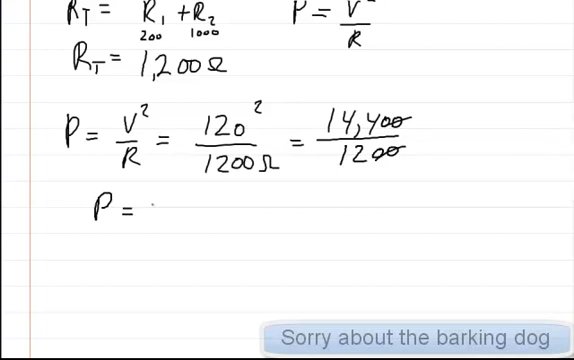 R_T = R_1 + R_2    P = V²/R
200    1000
R_T = 1,200 Ω
P = V²/R = 120²/1200 Ω = 14,400/1200
P =
Sorry about the barking dog